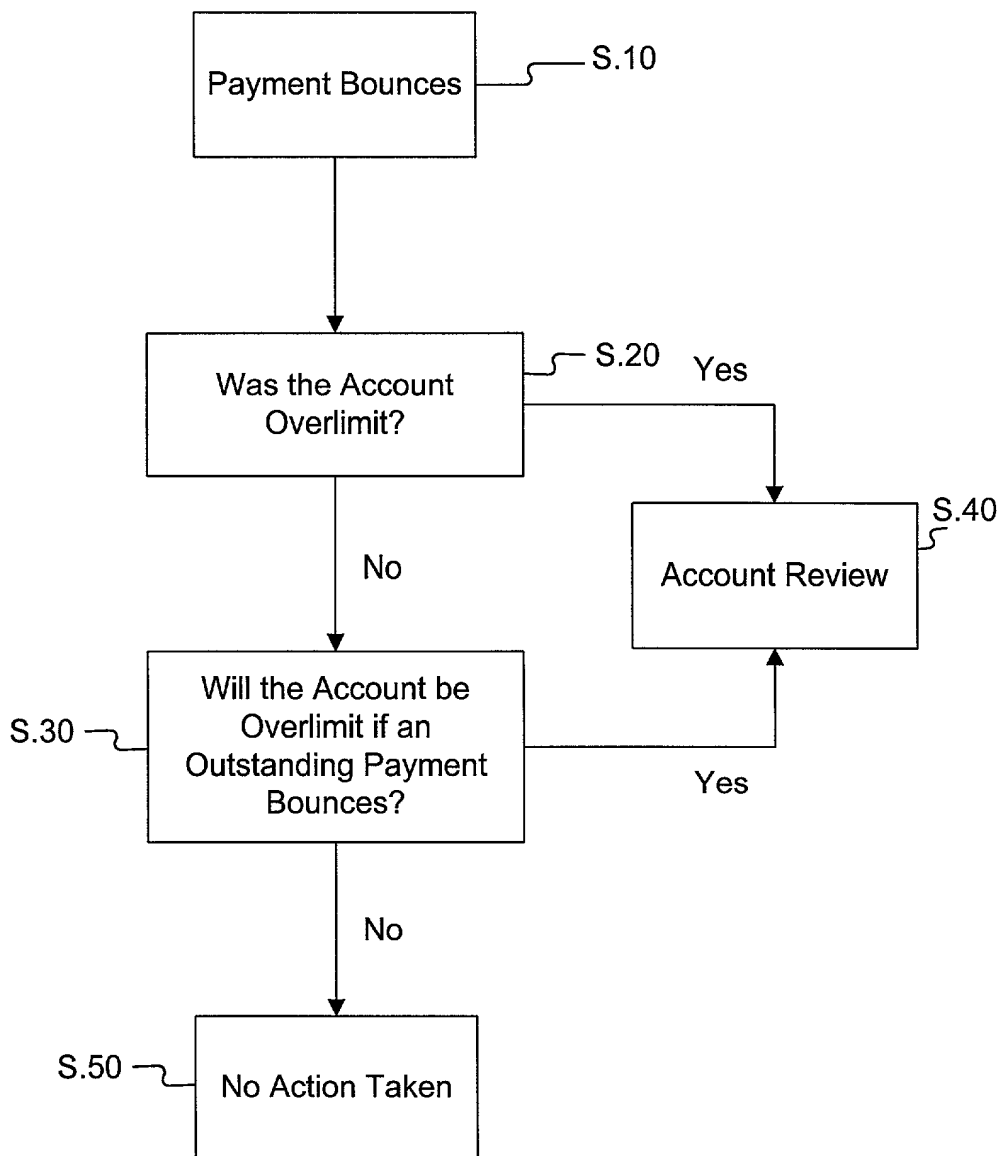 Payment Bounces
S.10
Was the Account
Overlimit?
S.20
Yes
No
Account Review
S.40
S.30
Will the Account be
Overlimit if an
Outstanding Payment
Bounces?
Yes
No
S.50
No Action Taken